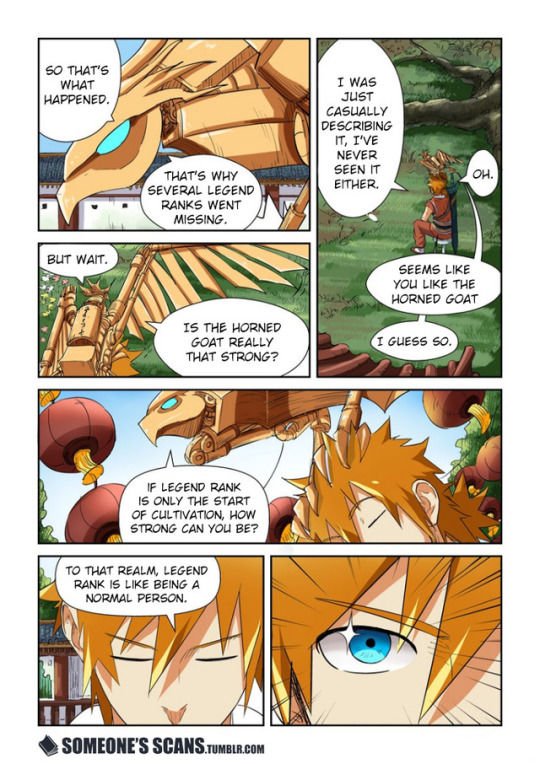 SO THAT'S
WHAT
HAPPENED.
THAT'S WHY
SEVERAL LEGEND
RANKS WENT
MISSING.
I WAS
JUST
CASUALLY
DESCRIBING
IT, I'VE
NEVER
SEEN IT
EITHER.
OH.
SEEMS LIKE
YOU LIKE THE
HORNED GOAT
I GUESS SO.
BUT WAIT.
IS THE HORNED
GOAT REALLY
THAT STRONG?
IF LEGEND RANK
IS ONLY THE START
OF CULTIVATION, HOW
STRONG CAN YOU BE?
TO THAT REALM, LEGEND
RANK IS LIKE BEING A
NORMAL PERSON.
SOMEONE'S SCANS.TUMBLR.COM